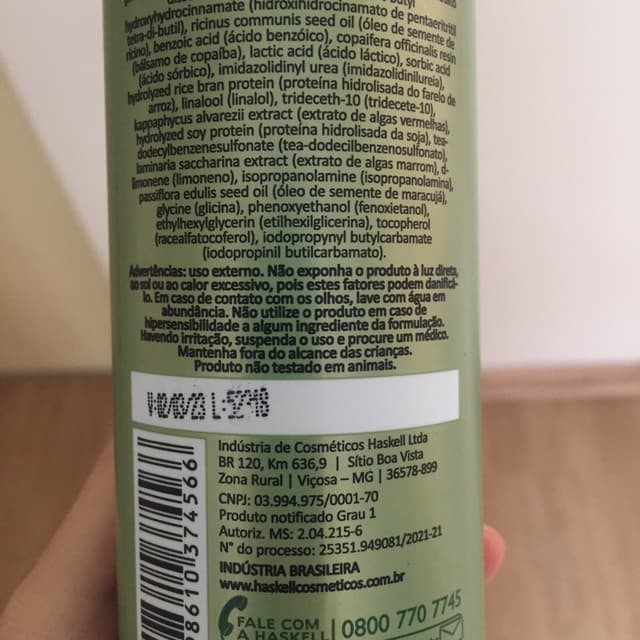 hydroxyhydrocinnamate (hidroxihidrocinamato de pentaeritritil
tetra-di-butil), ricinus communis seed oil (óleo de semente de
rícino), benzoic acid (ácido benzóico), copaifera officinalis resin
(bálsamo de copaíba), lactic acid (ácido láctico), sorbic acid
(ácido sórbico), imidazolidinyl urea (imidazolidinilureia),
hydrolyzed rice bran protein (proteína hidrolisada do farelo de
arroz), linalool (linalol), trideceth-10 (tridecete-10),
kappaphycus alvarezii extract (extrato de algas vermelhas),
hydrolyzed soy protein (proteína hidrolisada da soja), tea-
dodecylbenzenesulfonate (tea-dodecilbenzenosulfonato),
laminaria saccharina extract (extrato de algas marrom), d-
limonene (limoneno), isopropanolamine (isopropanolamina),
passiflora edulis seed oil (óleo de semente de maracujá),
glycine (glicina), phenoxyethanol (fenoxietanol),
ethylhexylglycerin (etilhexilglicerina), tocopherol
(racealfatocoferol), iodopropynyl butylcarbamate
(iodopropinil butilcarbamato).
Advertências: uso externo. Não exponha o produto à luz direta,
ao sol ou ao calor excessivo, pois estes fatores podem danificá-
lo. Em caso de contato com os olhos, lave com água em
abundância. Não utilize o produto em caso de
hipersensibilidade a algum ingrediente da formulação.
Havendo irritação, suspenda o uso e procure um médico.
Mantenha fora do alcance das crianças.
Produto não testado em animais.
Indústria de Cosméticos Haskell Ltda
BR 120, Km 636,9 | Sítio Boa Vista
Zona Rural | Viçosa – MG | 36578-899
CNPJ: 03.994.975/0001-70
Produto notificado Grau 1
Autoriz. MS: 2.04.215-6
N° do processo: 25351.949081/2021-21
INDÚSTRIA BRASILEIRA
www.haskellcosmeticos.com.br
FALE COM
A HASKELL
0800 770 7745